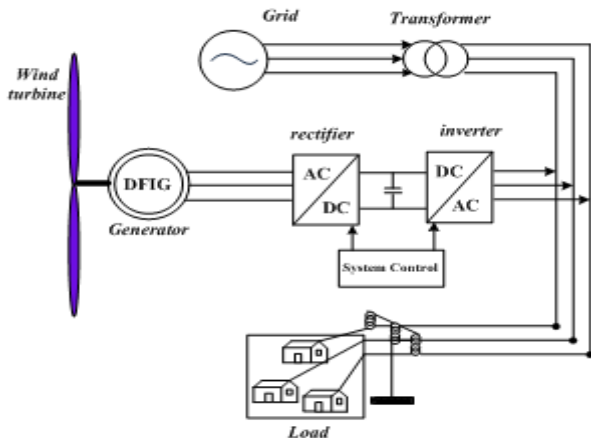 Grid
Transformer
Wind
turbine
rectifier
inverter
DFIG
AC
DC
DC
AC
Generator
System Control
Load